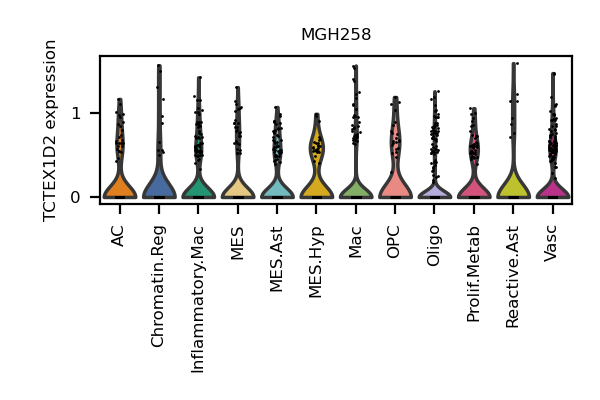 MGH258
TCTEX1D2 expression
1
0
AC
Chromatin.Reg
Inflammatory.Mac
MES
MES.Ast
MES.Hyp
Mac
OPC
Oligo
Prolif.Metab
Reactive.Ast
Vasc